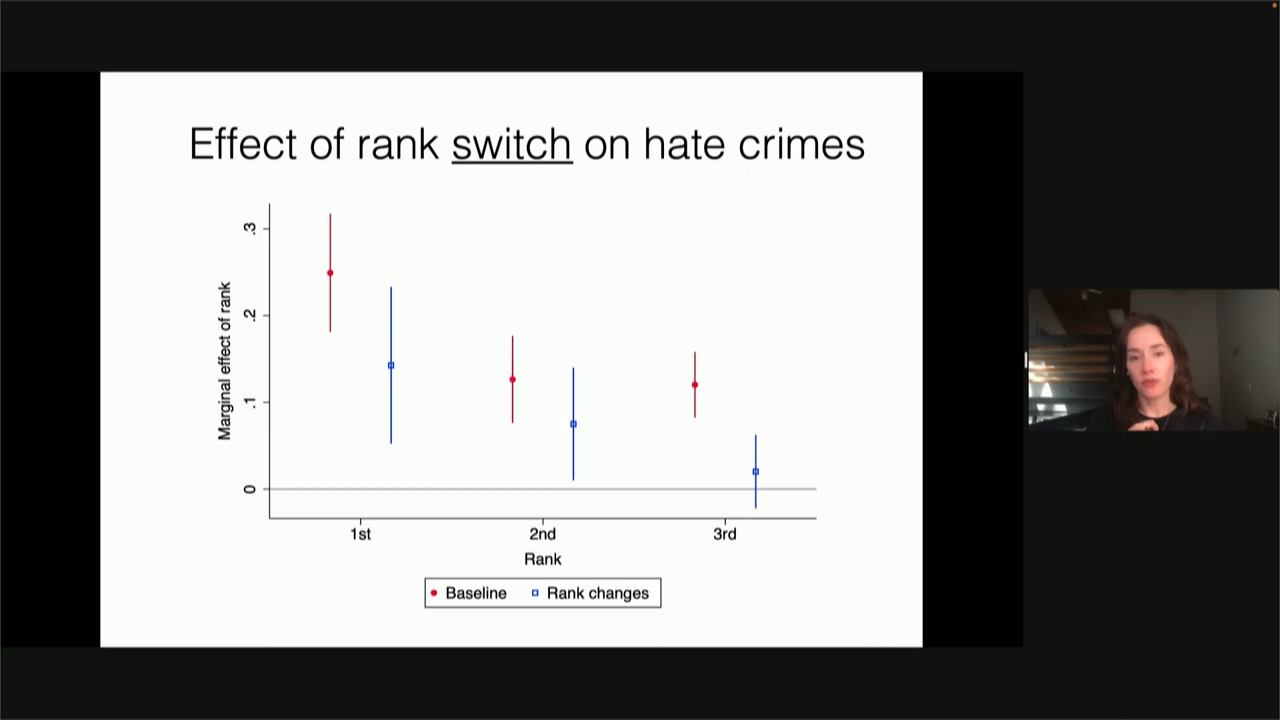 Effect of rank switch on hate crimes
Marginal effect of rank
.3
.2
.1
0
1st 2nd 3rd
Rank
Baseline Rank changes